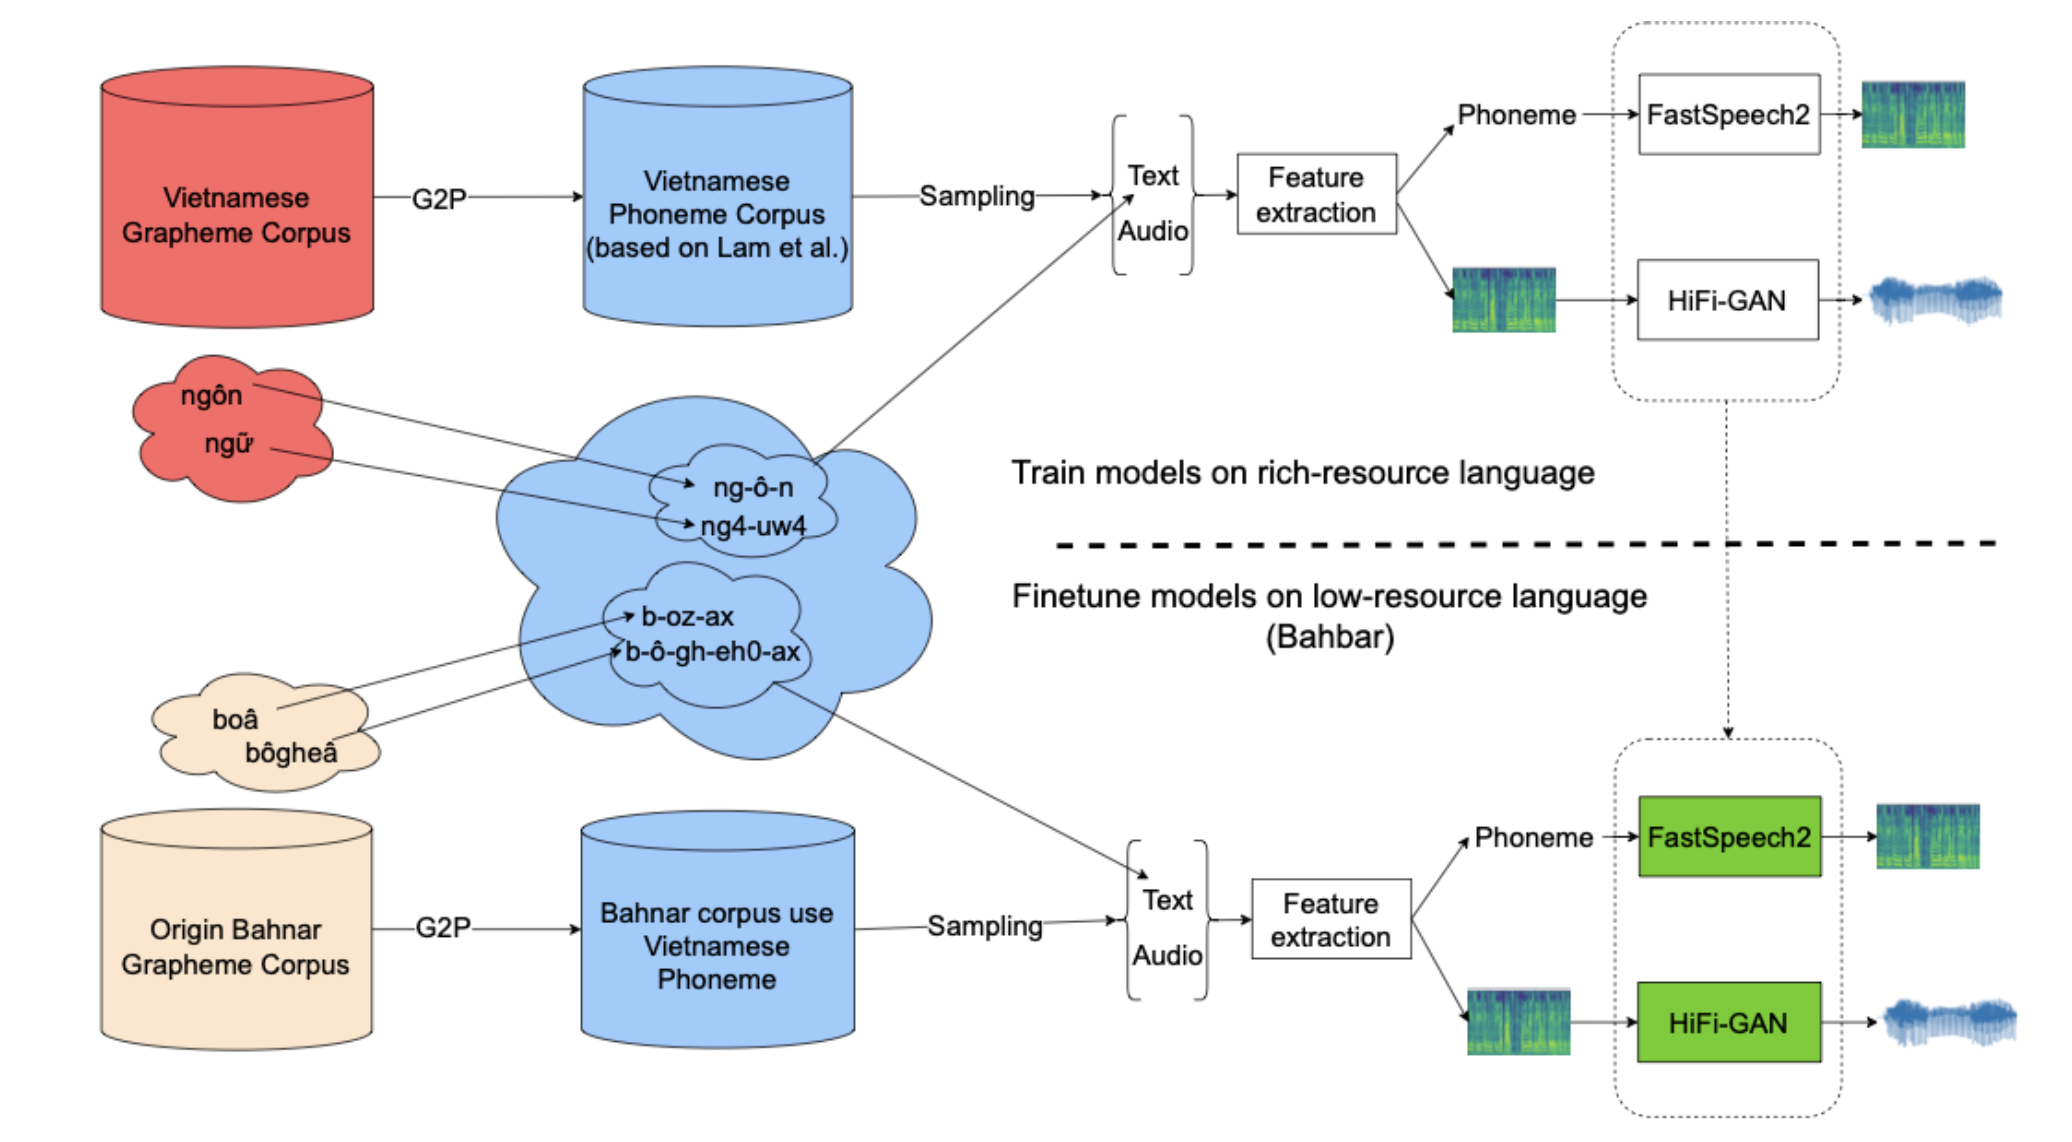 Vietnamese
Grapheme Corpus
G2P
Vietnamese
Phoneme Corpus
(based on Lam et al.)
Sampling
Text
Audio
Feature
extraction
Phoneme
FastSpeech2
HiFi-GAN
ngôn
ngữ
ng-ô-n
ng4-uw4
Train models on rich-resource language
Finetune models on low-resource language
(Bahbar)
b-oz-ax
b-ô-gh-eh0-ax
boâ
bôgheâ
Origin Bahnar
Grapheme Corpus
G2P
Bahnar corpus use
Vietnamese
Phoneme
Sampling
Text
Audio
Feature
extraction
Phoneme
FastSpeech2
HiFi-GAN